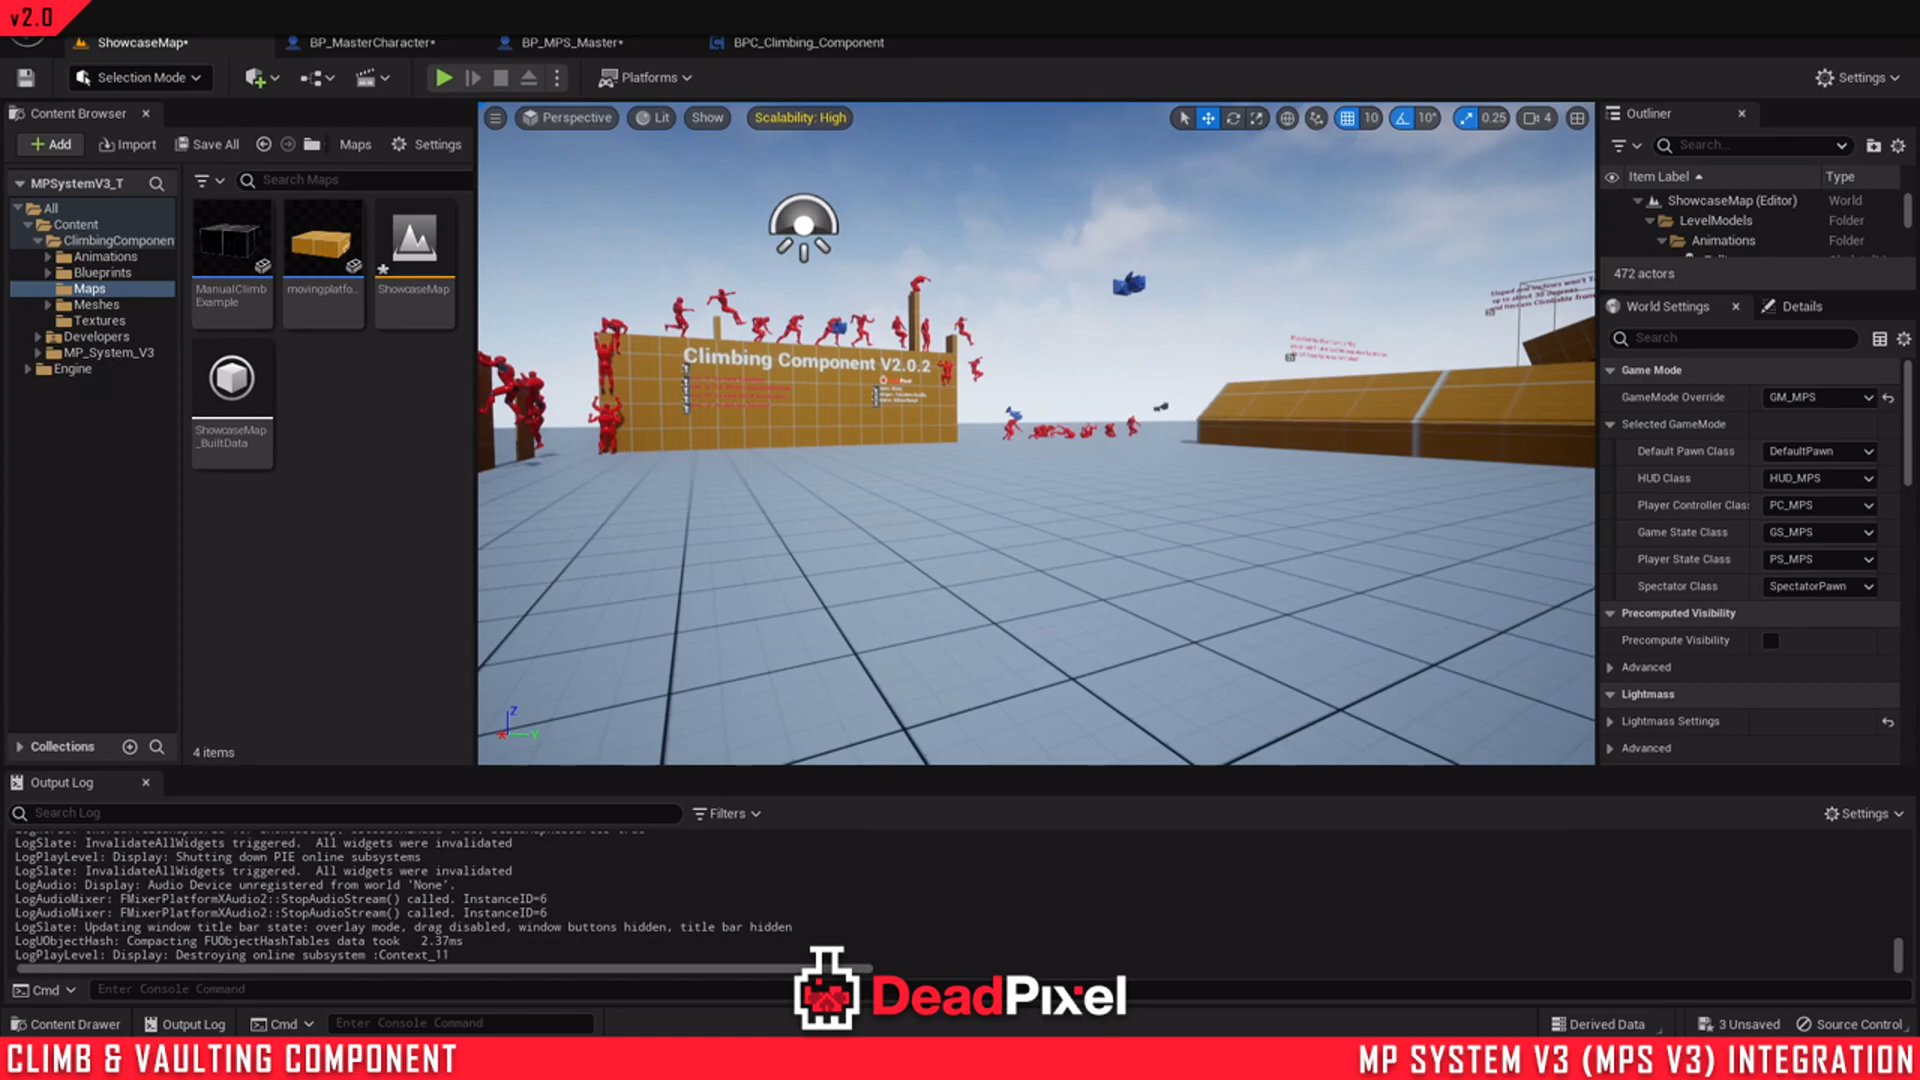 v2.0
ShowcaseMap*
BP_MasterCharacter*
BP_MPS_Master*
BPC_Climbing_Component
Selection Mode
Platforms
Settings
Content Browser
Add
Import
Save All
Maps
Settings
MPSystemV3_T
Search Maps
All
Content
ClimbingComponen
Animations
Blueprints
Maps
Meshes
Textures
Developers
MP_System_V3
Engine
ManualClimb
Example
movingplatfo...
ShowcaseMap
ShowcaseMap
_BuiltData
Collections
4 items
Perspective
Lit
Show
Scalability: High
10
10°
0.25
4
Climbing Component V2.0.2
Z
X
Y
Outliner
Search...
Item Label
Type
ShowcaseMap (Editor)
World
LevelModels
Folder
Animations
Folder
472 actors
World Settings
Details
Search
Game Mode
GameMode Override
GM_MPS
Selected GameMode
Default Pawn Class
DefaultPawn
HUD Class
HUD_MPS
Player Controller Clas
PC_MPS
Game State Class
GS_MPS
Player State Class
PS_MPS
Spectator Class
SpectatorPawn
Precomputed Visibility
Precompute Visibility
Advanced
Lightmass
Lightmass Settings
Advanced
Output Log
Search Log
Filters
Settings
LogSlate: InvalidateAllWidgets triggered.  All widgets were invalidated
LogPlayLevel: Display: Shutting down PIE online subsystems
LogSlate: InvalidateAllWidgets triggered.  All widgets were invalidated
LogAudio: Display: Audio Device unregistered from world 'None'.
LogAudioMixer: FMixerPlatformXAudio2::StopAudioStream() called. InstanceID=6
LogAudioMixer: FMixerPlatformXAudio2::StopAudioStream() called. InstanceID=6
LogSlate: Updating window title bar state: overlay mode, drag disabled, window buttons hidden, title bar hidden
LogUObjectHash: Compacting FUObjectHashTables data took   2.37ms
LogPlayLevel: Display: Destroying online subsystem :Context_11
Cmd
Enter Console Command
DeadPixel
Content Drawer
Output Log
Cmd
Enter Console Command
Derived Data
3 Unsaved
Source Control
CLIMB & VAULTING COMPONENT
MP SYSTEM V3 (MPS V3) INTEGRATION